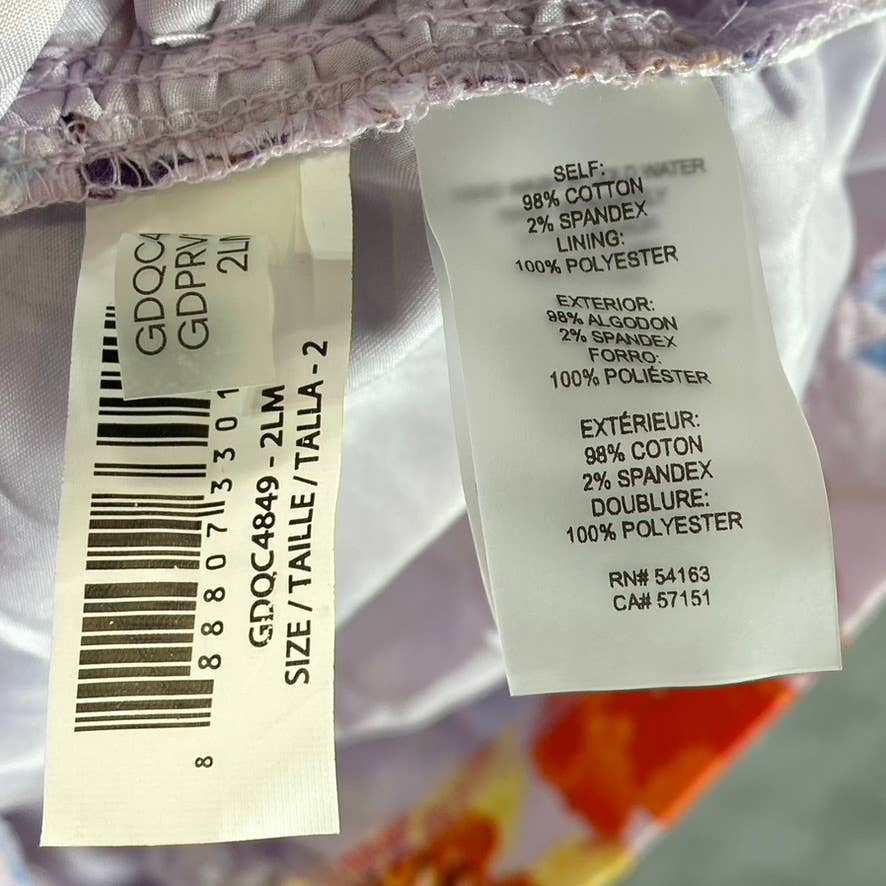 GDQC4
GDPRV
2LM
8 88807 3301
GDQC4849 - 2LM
SIZE / TAILLE / TALLA - 2
SELF:
98% COTTON
2% SPANDEX
LINING:
100% POLYESTER
EXTERIOR:
98% ALGODON
2% SPANDEX
FORRO:
100% POLIÉSTER
EXTÉRIEUR:
98% COTON
2% SPANDEX
DOUBLURE:
100% POLYESTER
RN# 54163
CA# 57151
WATER